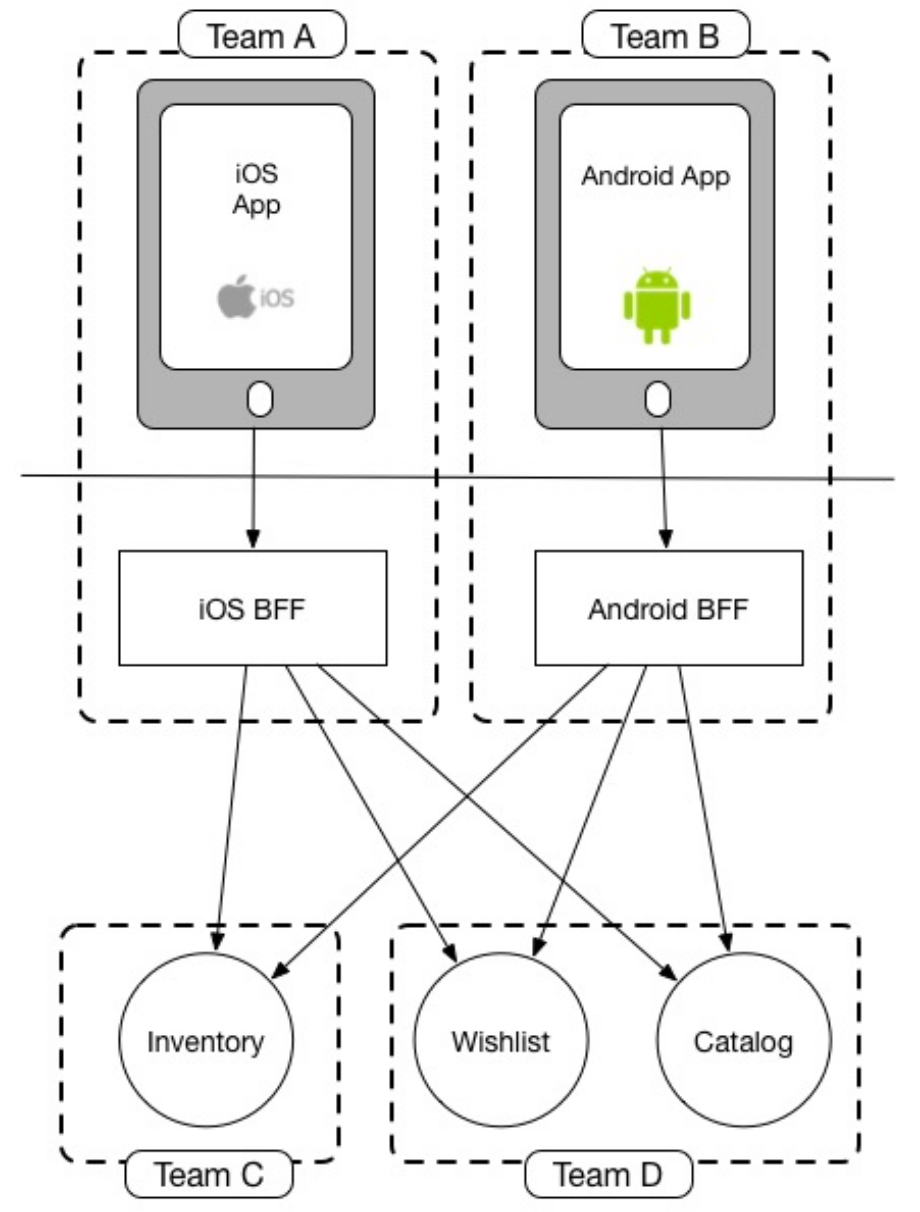 Team A
Team B
iOS
App
Android App
iOS
iOS BFF
Android BFF
Inventory
Wishlist
Catalog
Team C
Team D